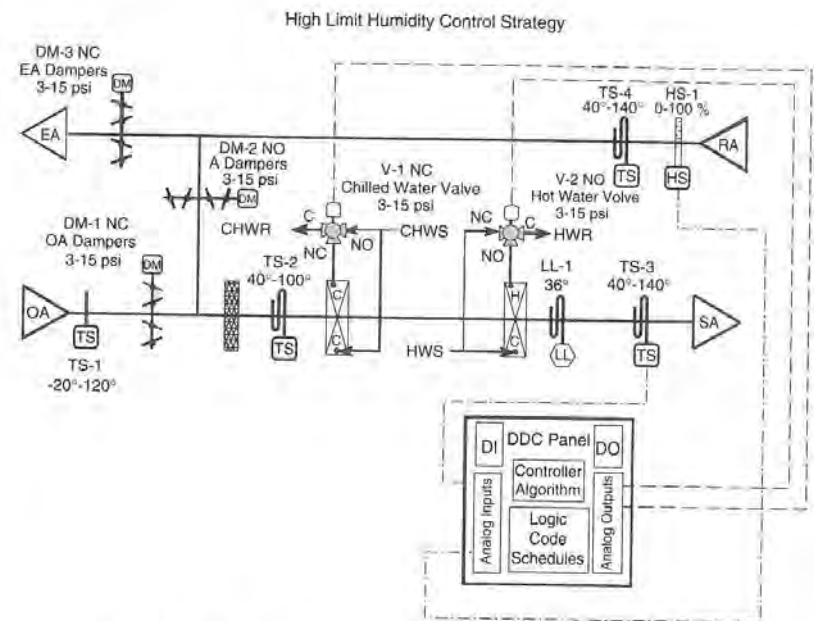 High Limit Humidity Control Strategy
DM-3 NC
EA Dampers
3-15 psi
DM
EA
TS-4
40°-140°
HS-1
0-100 %
TS
HS
RA
DM-2 NO
A Dampers
3-15 psi
DM
V-1 NC
Chilled Water Valve
3-15 psi
V-2 NO
Hot Water Volve
3-15 psi
DM-1 NC
OA Dampers
3-15 psi
DM
CHWR
C
NC
NO
CHWS
NC
C
NO
HWR
TS-2
40°-100°
LL-1
36°
TS-3
40°-140°
OA
TS
TS-1
-20°-120°
TS
C
C
HWS
H
C
LL
TS
SA
DI
DDC Panel
DO
Controller
Algorithm
Analog Inputs
Logic
Code
Schedules
Analog Outputs